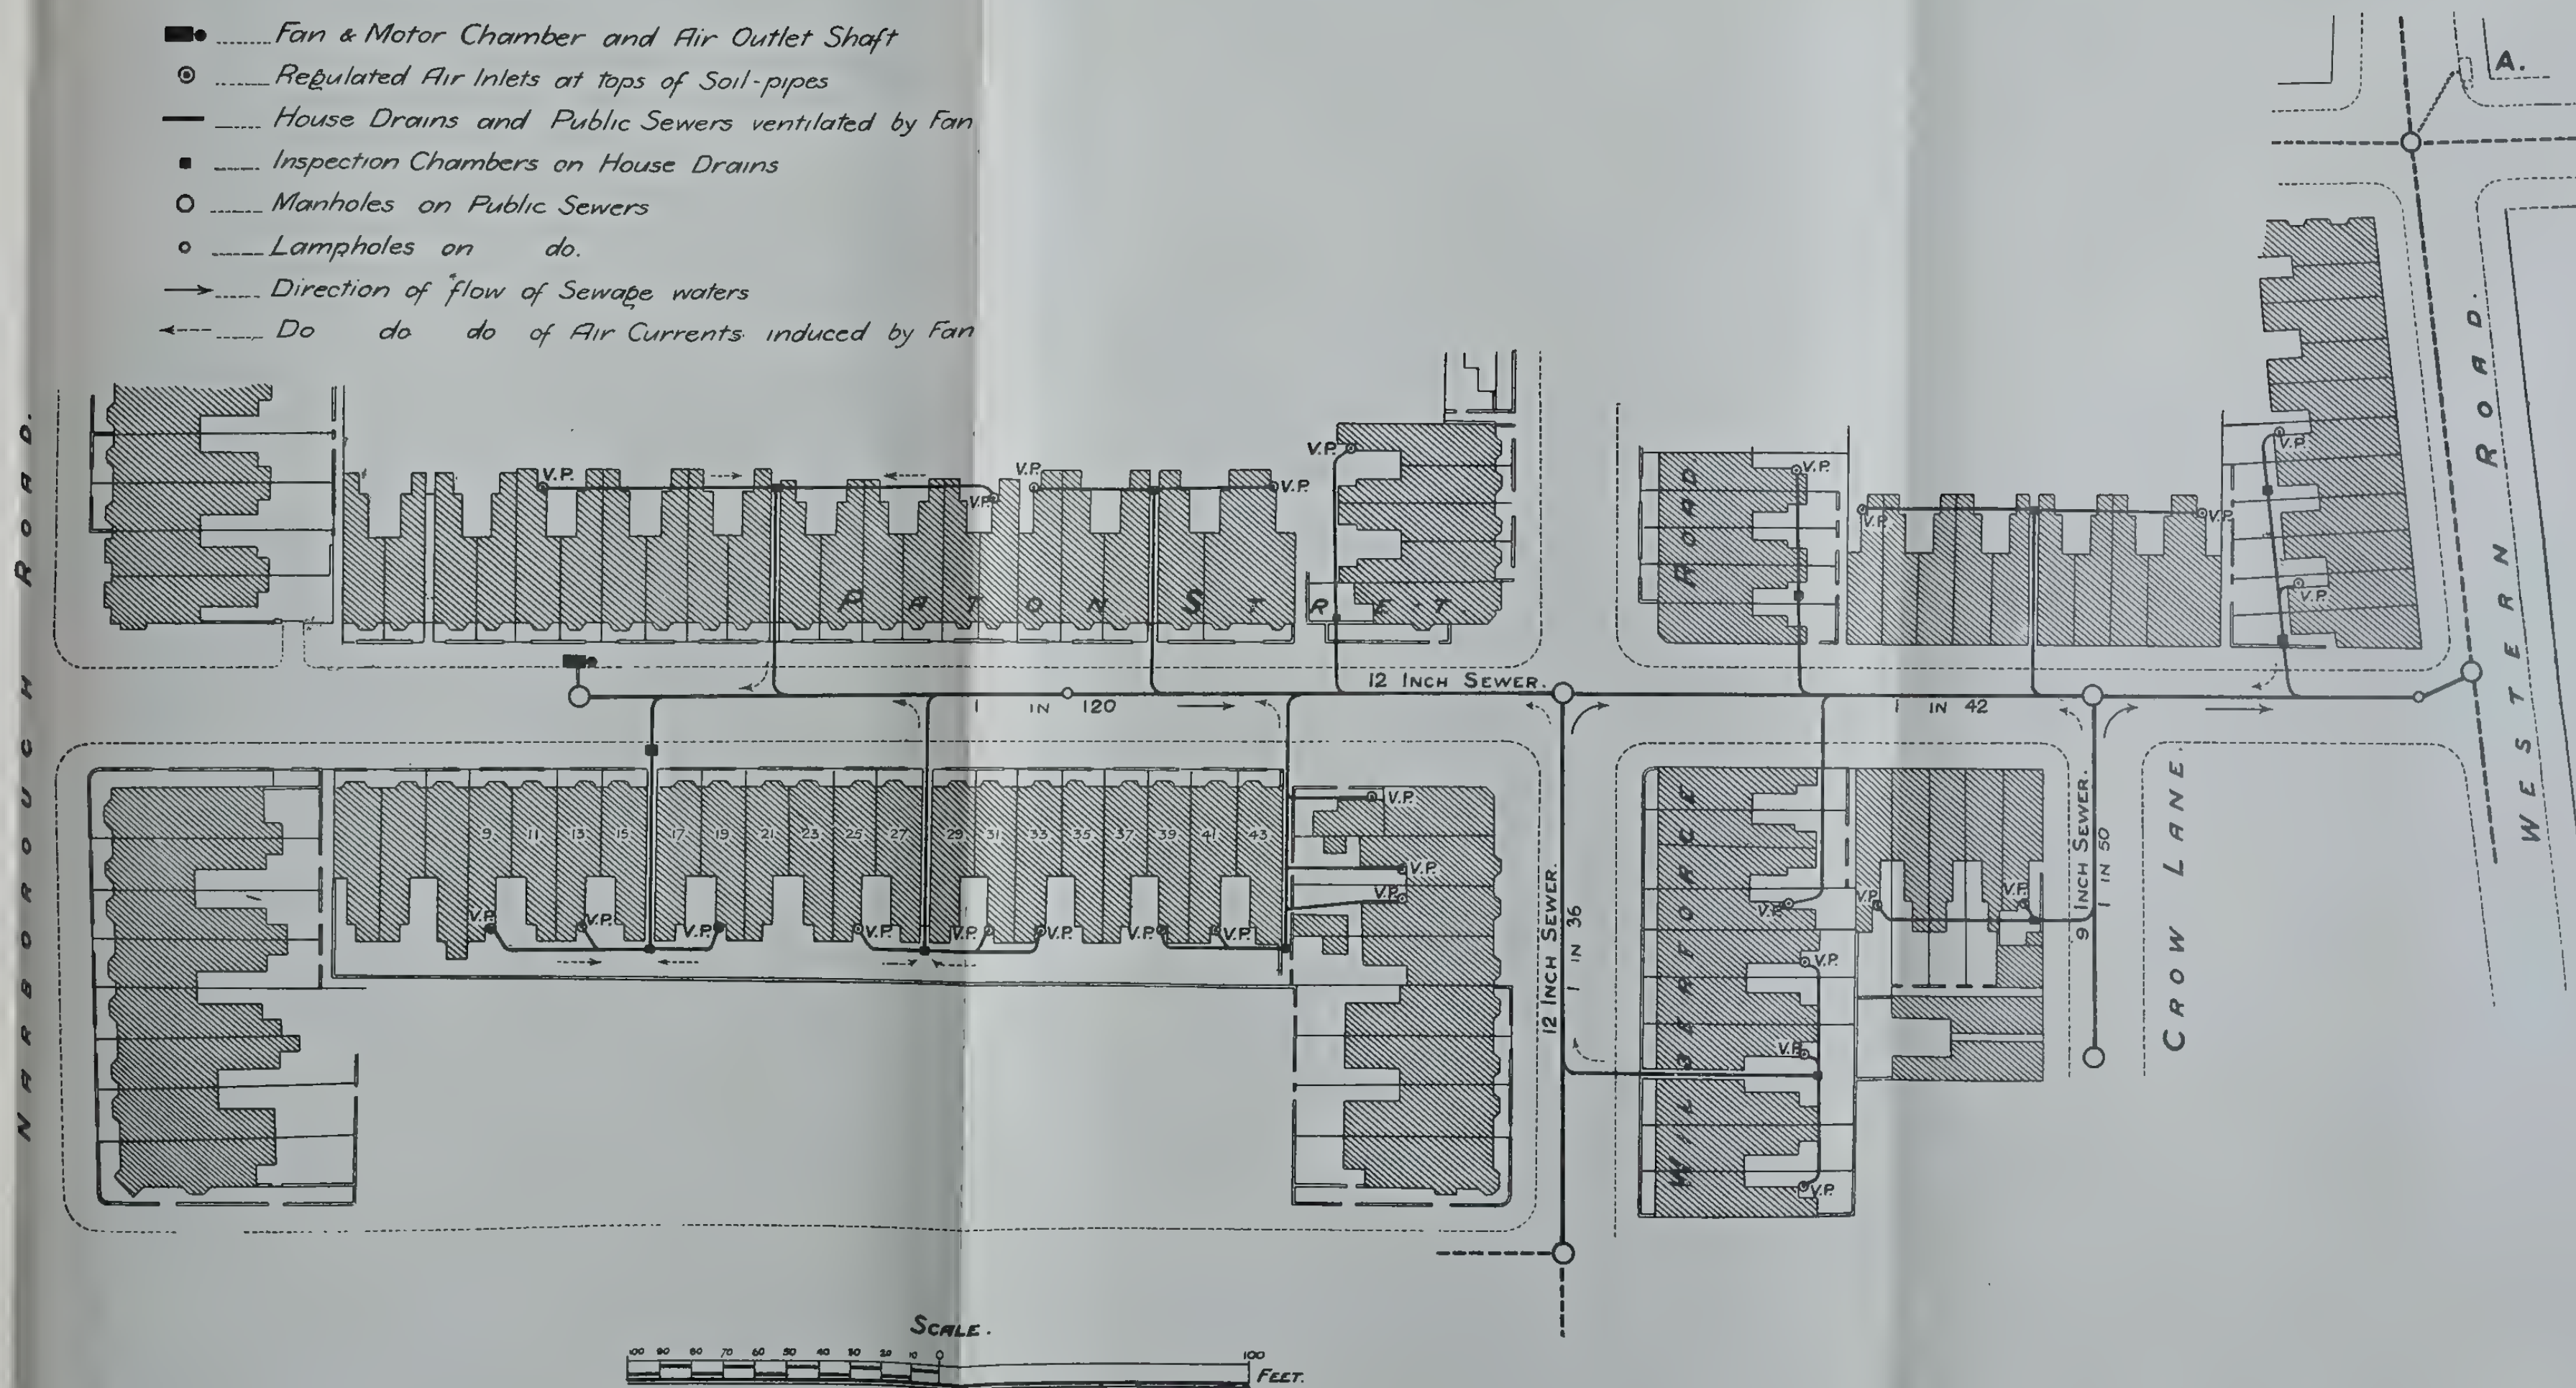 Fan & Motor Chamber and Air Outlet Shaft
Regulated Air Inlets at tops of Soil-pipes
House Drains and Public Sewers ventilated by Fan
Inspection Chambers on House Drains
Manholes on Public Sewers
Lampholes on do.
Direction of flow of Sewage waters
Do do do of Air Currents induced by Fan
A.
NARBOROUGH ROAD.
WESTERN ROAD.
V.P.
V.P.
V.P.
V.P.
V.P.
V.P.
V.P.
V.P.
V.P.
V.P.
PATON STRET.
12 INCH SEWER.
1 IN 120
1 IN 42
9 11 13 15 17 19 21 23 25 27 29 31 33 35 37 39 41 43
V.P.
V.P.
V.P.
V.P.
V.P.
V.P.
V.P.
V.P.
V.P.
V.P.
V.P.
12 INCH SEWER.
1 IN 36
WILBERFORCE ROAD
V.P.
V.P.
V.P.
V.P.
V.P.
V.P.
9 INCH SEWER.
1 IN 50
CROW LANE.
SCALE.
100 90 80 70 60 50 40 30 20 10 0 100
FEET.